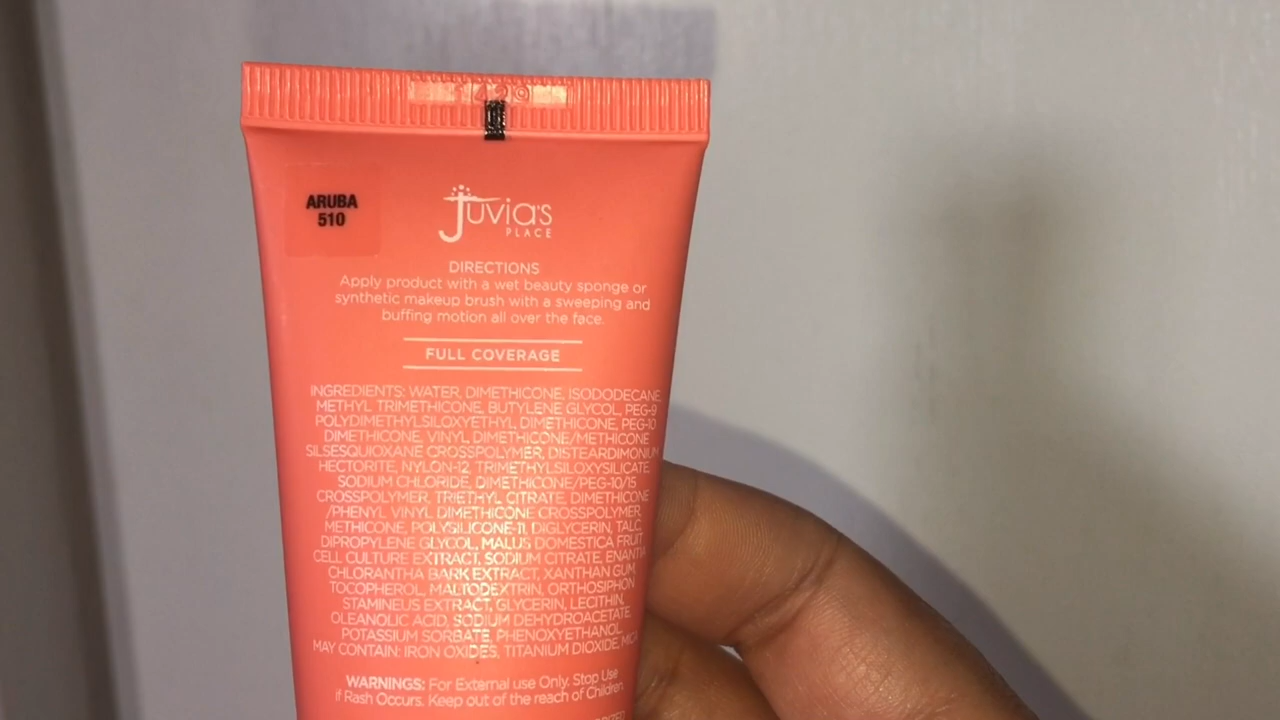 1429
ARUBA
510
Juvia's
PLACE
DIRECTIONS
Apply product with a wet beauty sponge or
synthetic makeup brush with a sweeping and
buffing motion all over the face.
FULL COVERAGE
INGREDIENTS: WATER, DIMETHICONE, ISODODECANE,
METHYL TRIMETHICONE, BUTYLENE GLYCOL, PEG-9
POLYDIMETHYLSILOXYETHYL, DIMETHICONE, PEG-10
DIMETHICONE, VINYL, DIMETHICONE/METHICONE
SILSESQUIOXANE CROSSPOLYMER, DISTEARDIMONIUM
HECTORITE, NYLON-12, TRIMETHYLSILOXYSILICATE,
SODIUM CHLORIDE, DIMETHICONE/PEG-10/15
CROSSPOLYMER, TRIETHYL CITRATE, DIMETHICONE
/PHENYL VINYL DIMETHICONE CROSSPOLYMER,
METHICONE, POLYSILICONE-11, DIGLYCERIN, TALC,
DIPROPYLENE GLYCOL, MALUS DOMESTICA FRUIT
CELL CULTURE EXTRACT, SODIUM CITRATE, ENANTIA
CHLORANTHA BARK EXTRACT, XANTHAN GUM,
TOCOPHEROL, MALTODEXTRIN, ORTHOSIPHON
STAMINEUS EXTRACT, GLYCERIN, LECITHIN,
OLEANOLIC ACID, SODIUM DEHYDROACETATE,
POTASSIUM SORBATE, PHENOXYETHANOL.
MAY CONTAIN: IRON OXIDES, TITANIUM DIOXIDE, MICA
WARNINGS: For External use Only. Stop Use
if Rash Occurs. Keep out of the reach of Children.